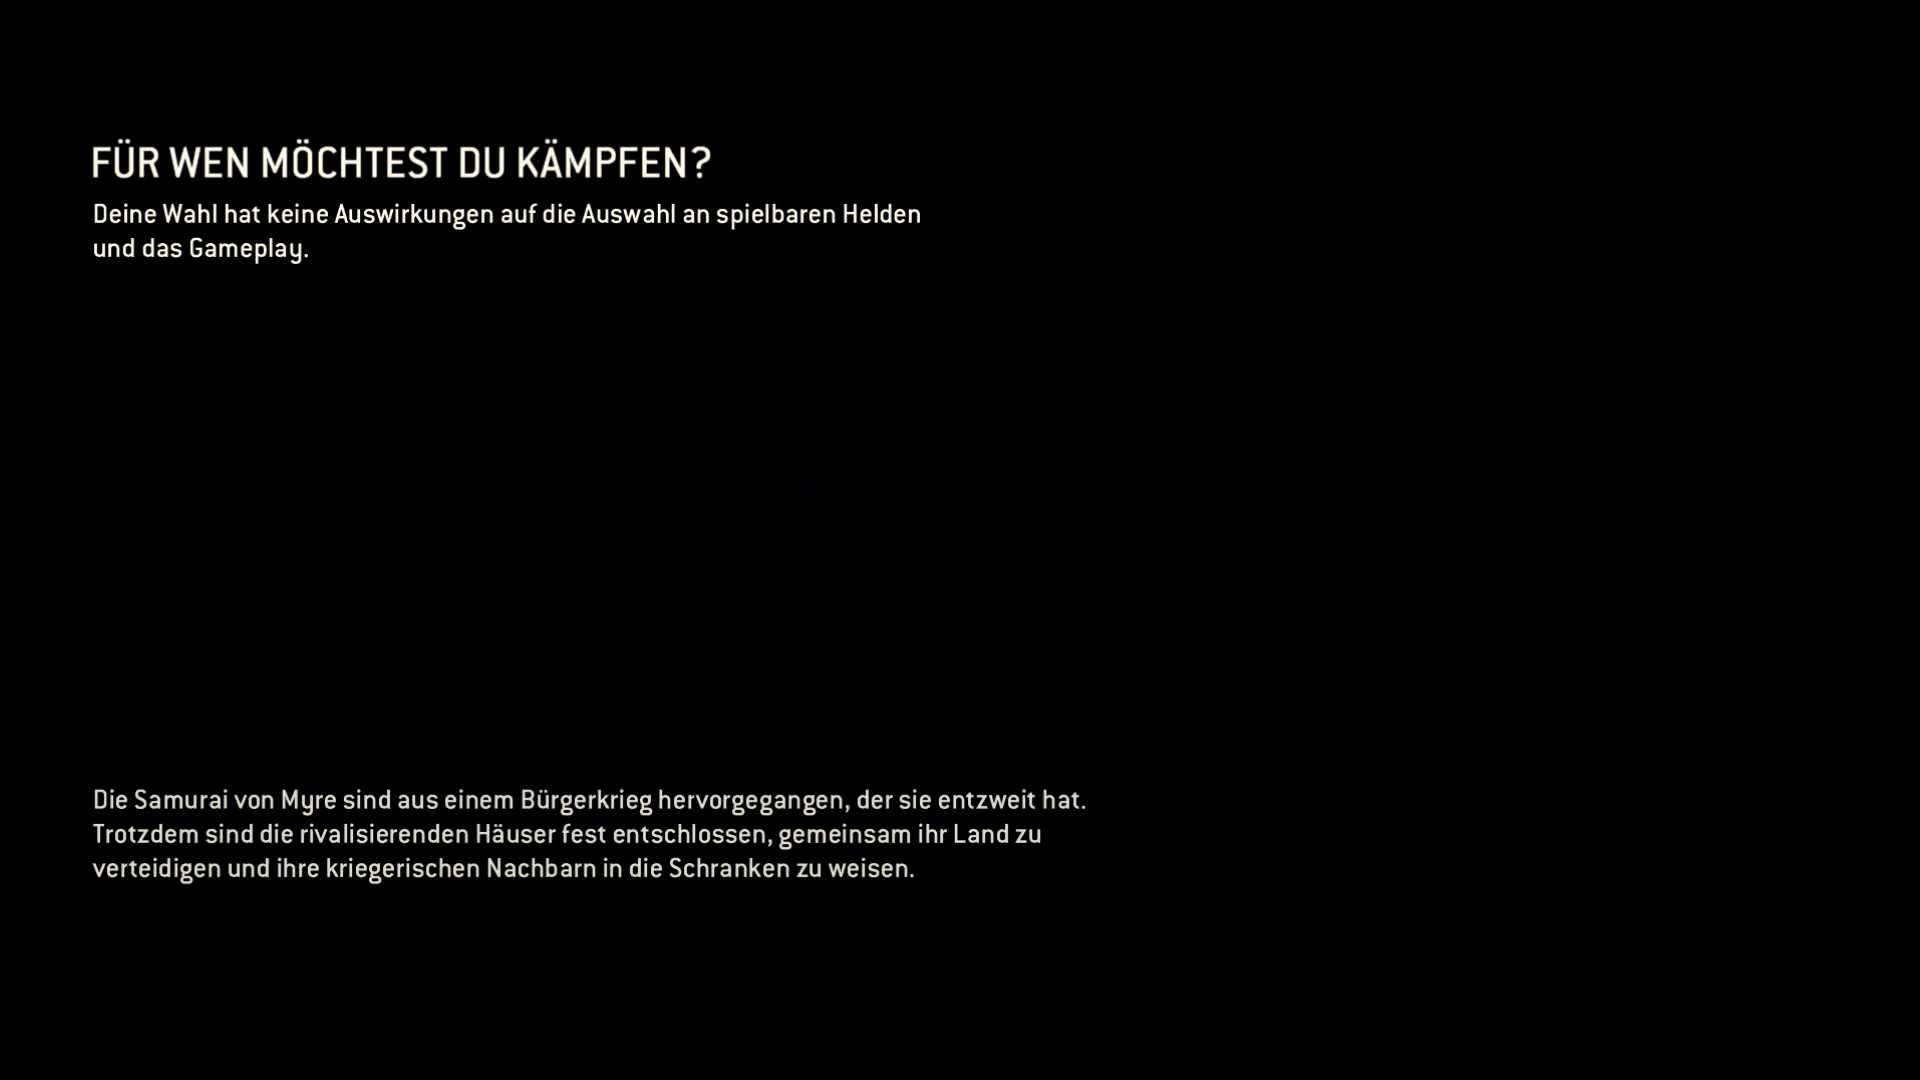 FÜR WEN MÖCHTEST DU KÄMPFEN?
Deine Wahl hat keine Auswirkungen auf die Auswahl an spielbaren Helden
und das Gameplay.
Die Samurai von Myre sind aus einem Bürgerkrieg hervorgegangen, der sie entzweit hat.
Trotzdem sind die rivalisierenden Häuser fest entschlossen, gemeinsam ihr Land zu
verteidigen und ihre kriegerischen Nachbarn in die Schranken zu weisen.